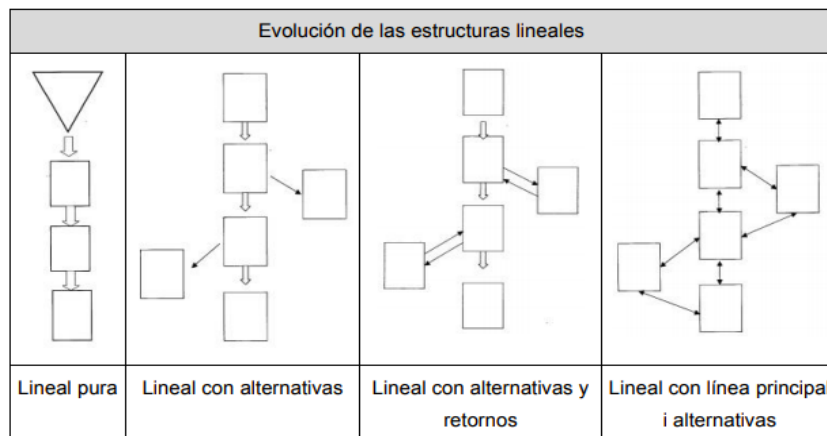 Evolución de las estructuras lineales
Lineal pura
Lineal con alternativas
Lineal con alternativas y
retornos
Lineal con línea principal
i alternativas